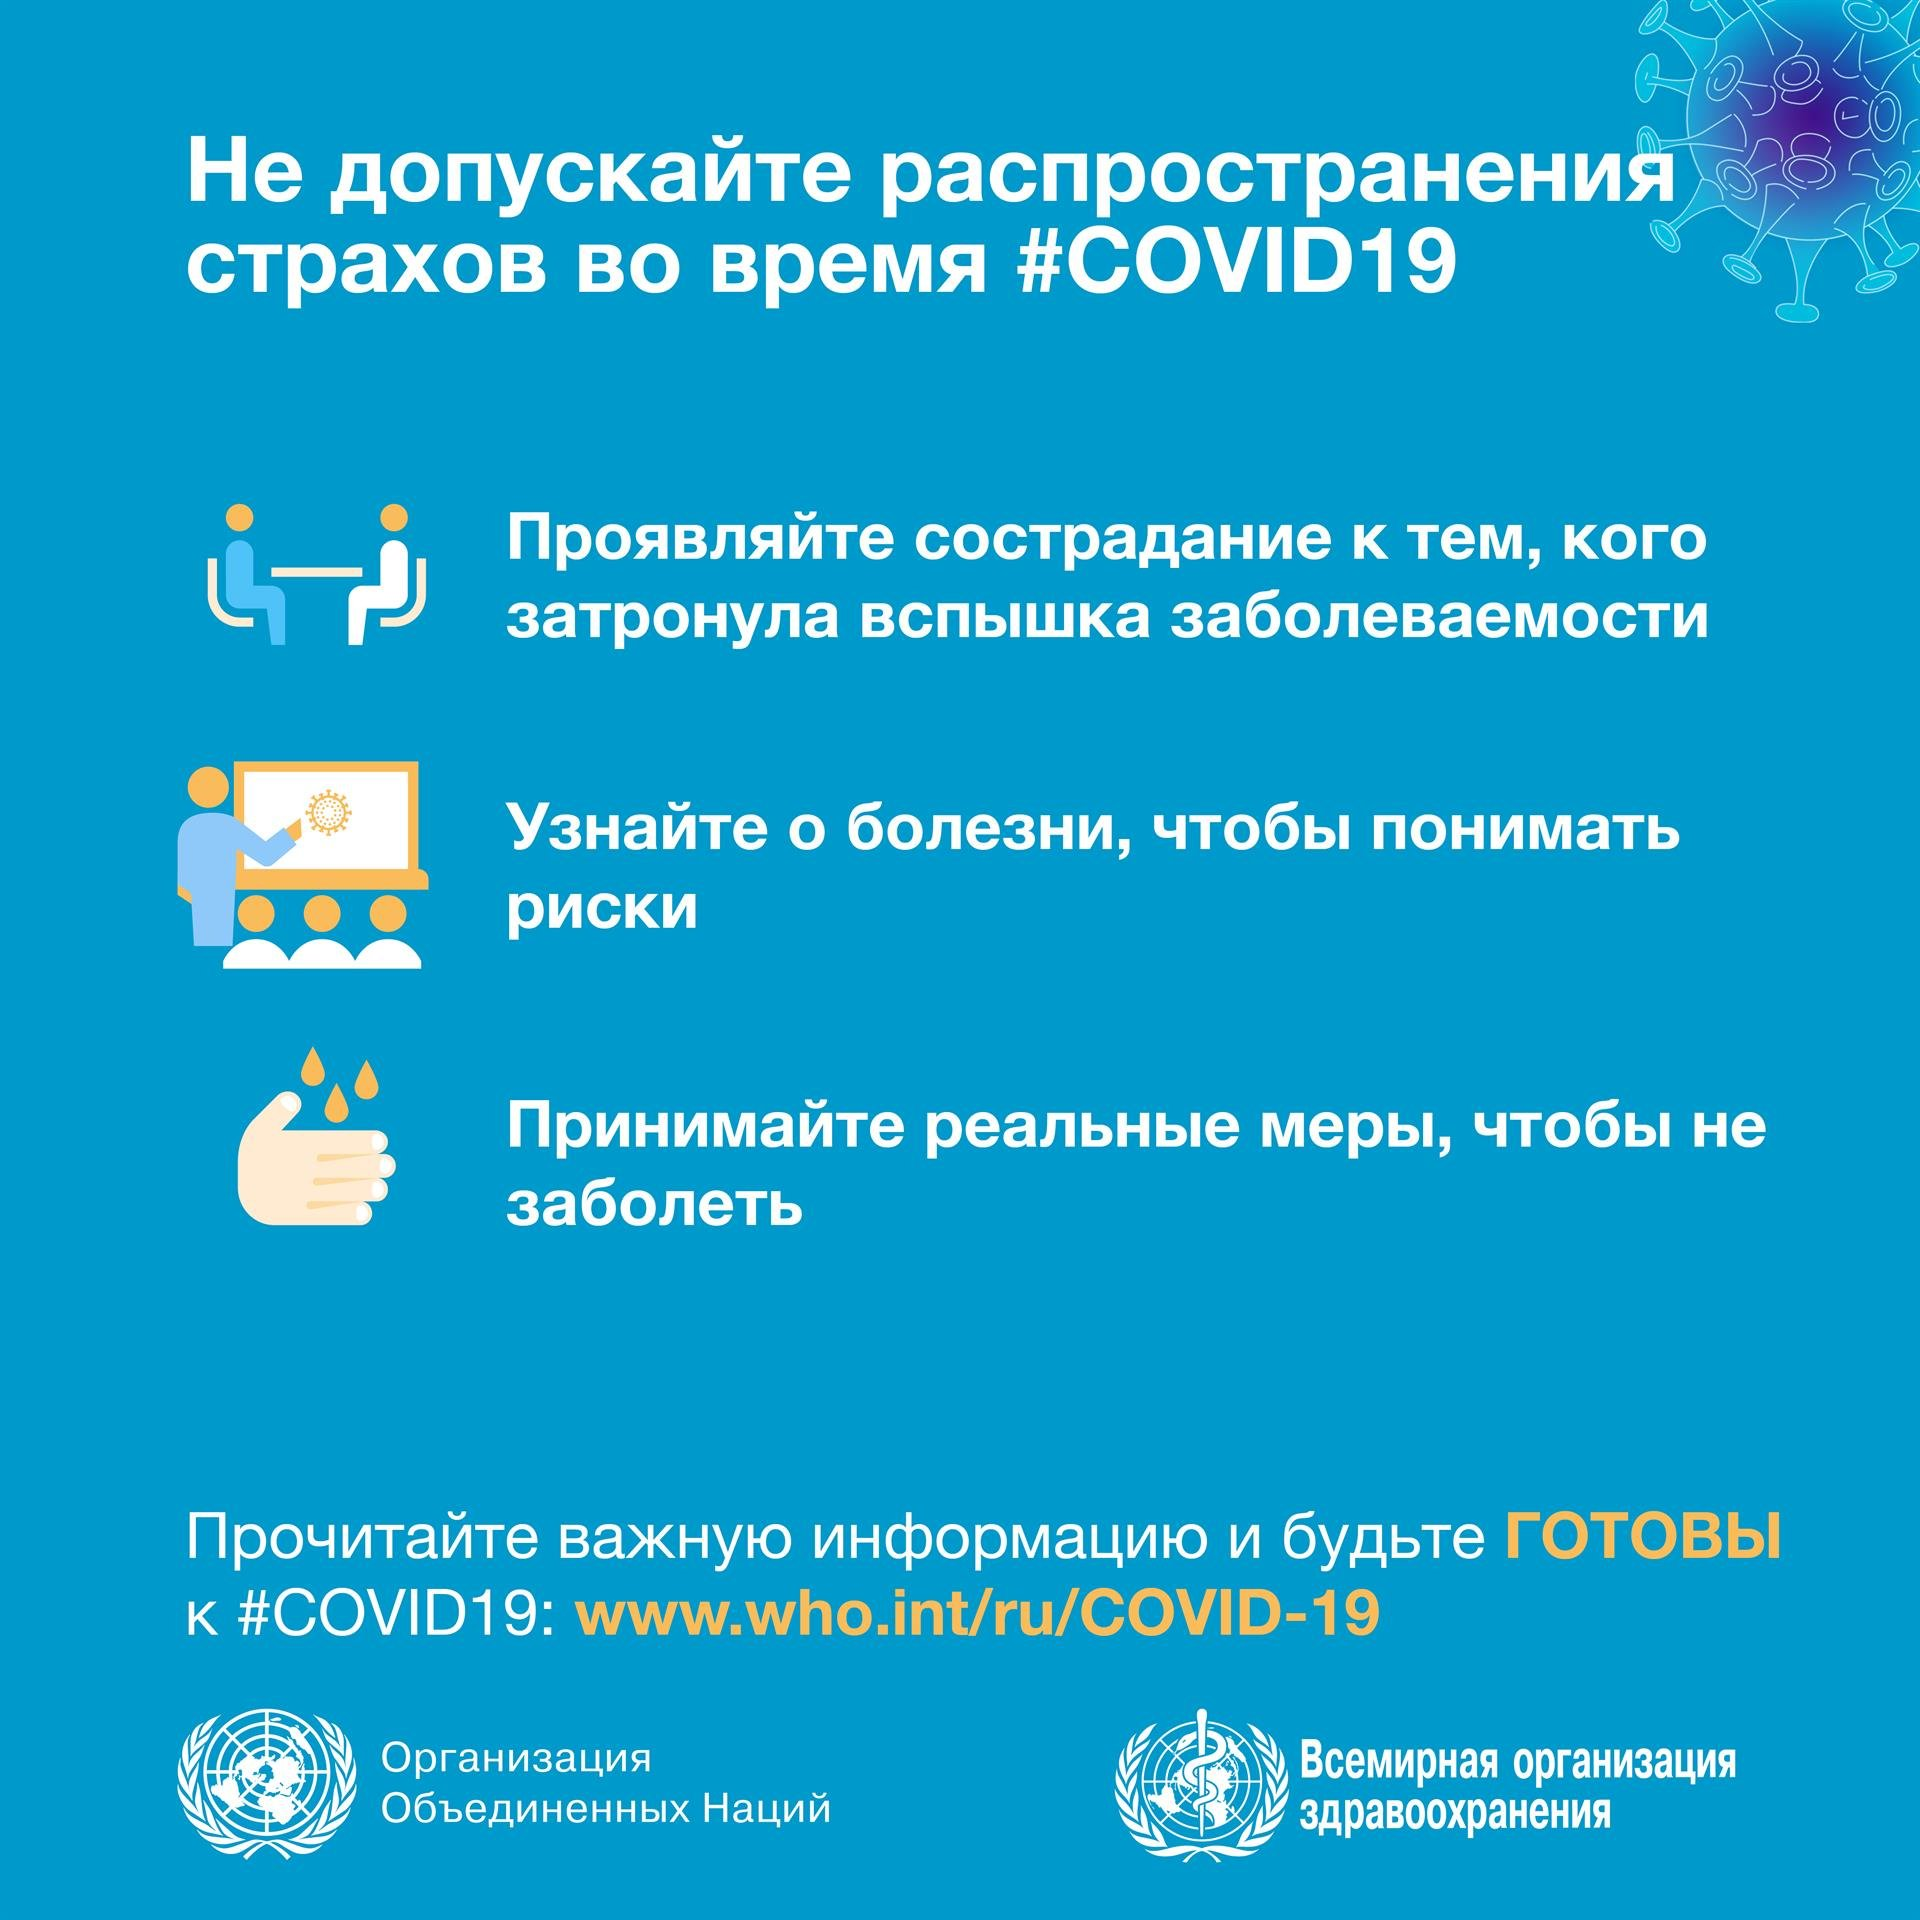 Не допускайте распространения
страхов во время #COVID19
Проявляйте сострадание к тем, кого
затронула вспышка заболеваемости
Узнайте о болезни, чтобы понимать
риски
Принимайте реальные меры, чтобы не
заболеть
Прочитайте важную информацию и будьте ГОТОВЫ
к #COVID19: www.who.int/ru/COVID-19
Организация
Объединенных Наций
Всемирная организация
здравоохранения